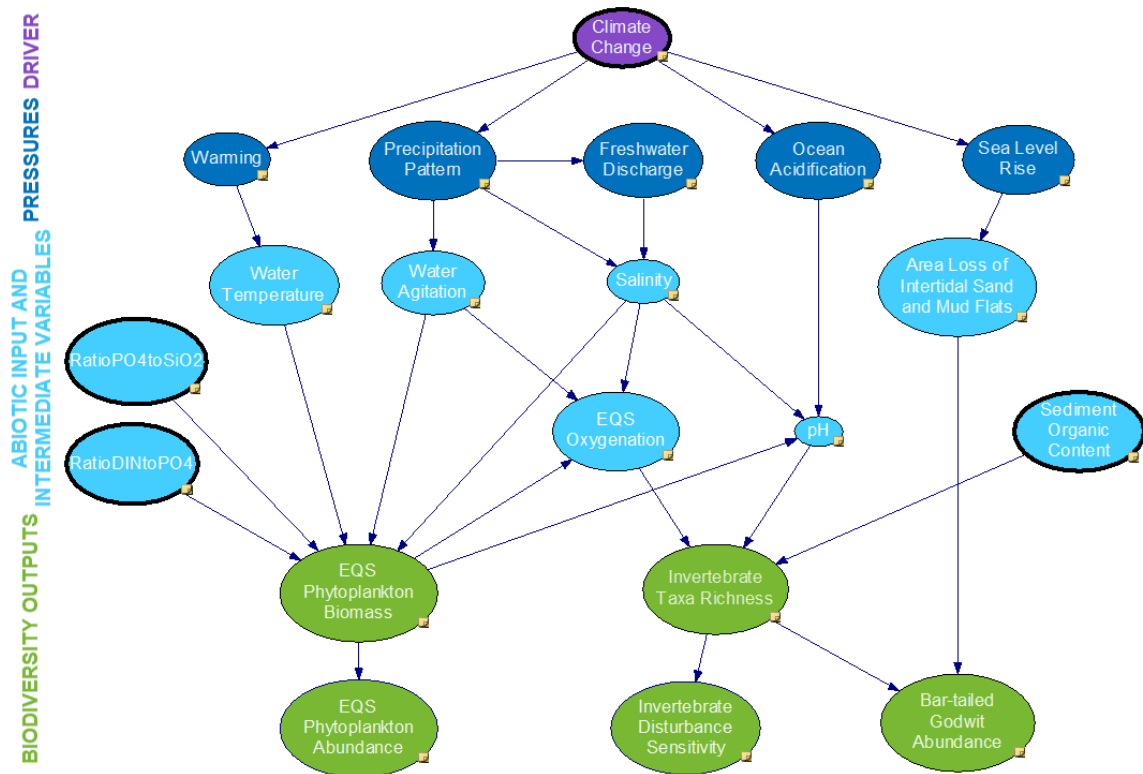 Climate
Change
Warming
Precipitation
Pattern
Freshwater
Discharge
Ocean
Acidification
Sea Level
Rise
Water
Temperature
Water
Agitation
Salinity
Area Loss of
Intertidal Sand
and Mud Flats
RatioPO4toSiO2
RatioDINtoPO4
EQS
Oxygenation
pH
Sediment
Organic
Content
EQS
Phytoplankton
Biomass
Invertebrate
Taxa Richness
EQS
Phytoplankton
Abundance
Invertebrate
Disturbance
Sensitivity
Bar-tailed
Godwit
Abundance
DRIVER
PRESSURES
ABIOTIC INPUT AND
INTERMEDIATE VARIABLES
BIODIVERSITY OUTPUTS